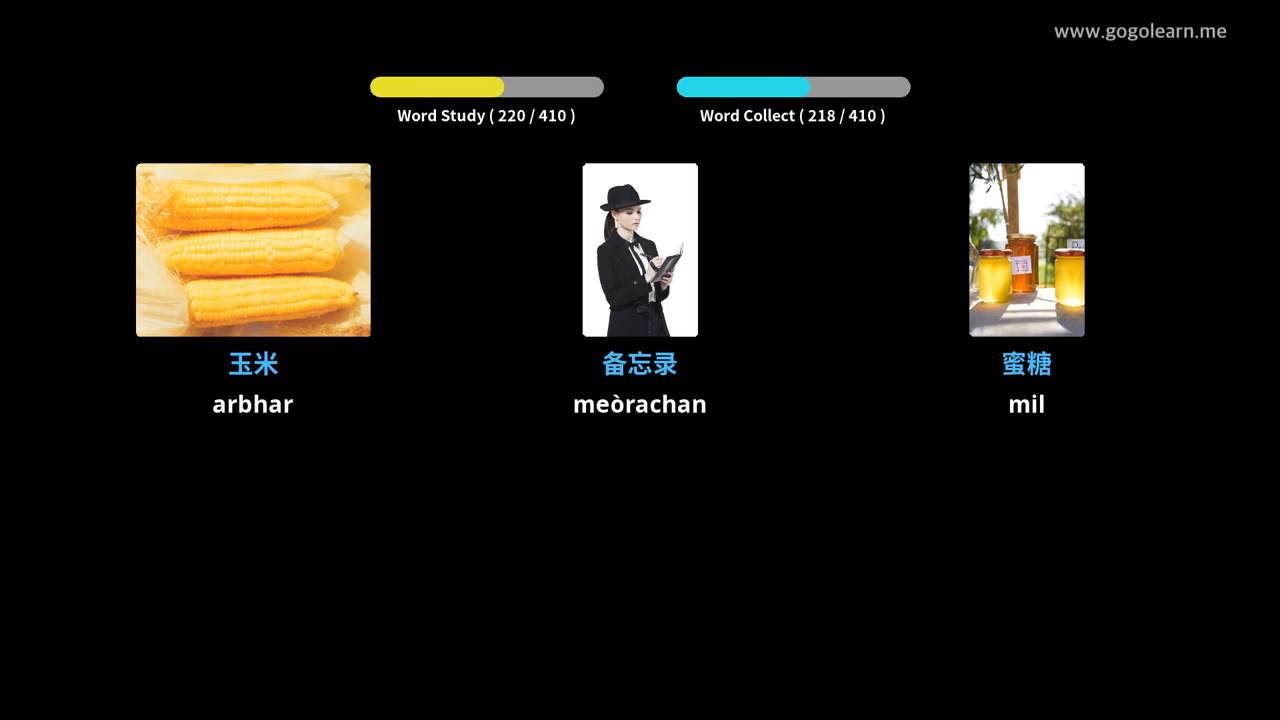 www.gogolearn.me
Word Study ( 220 / 410 )
Word Collect ( 218 / 410 )
玉米
备忘录
蜜糖
arbhar
meòrachan
mil